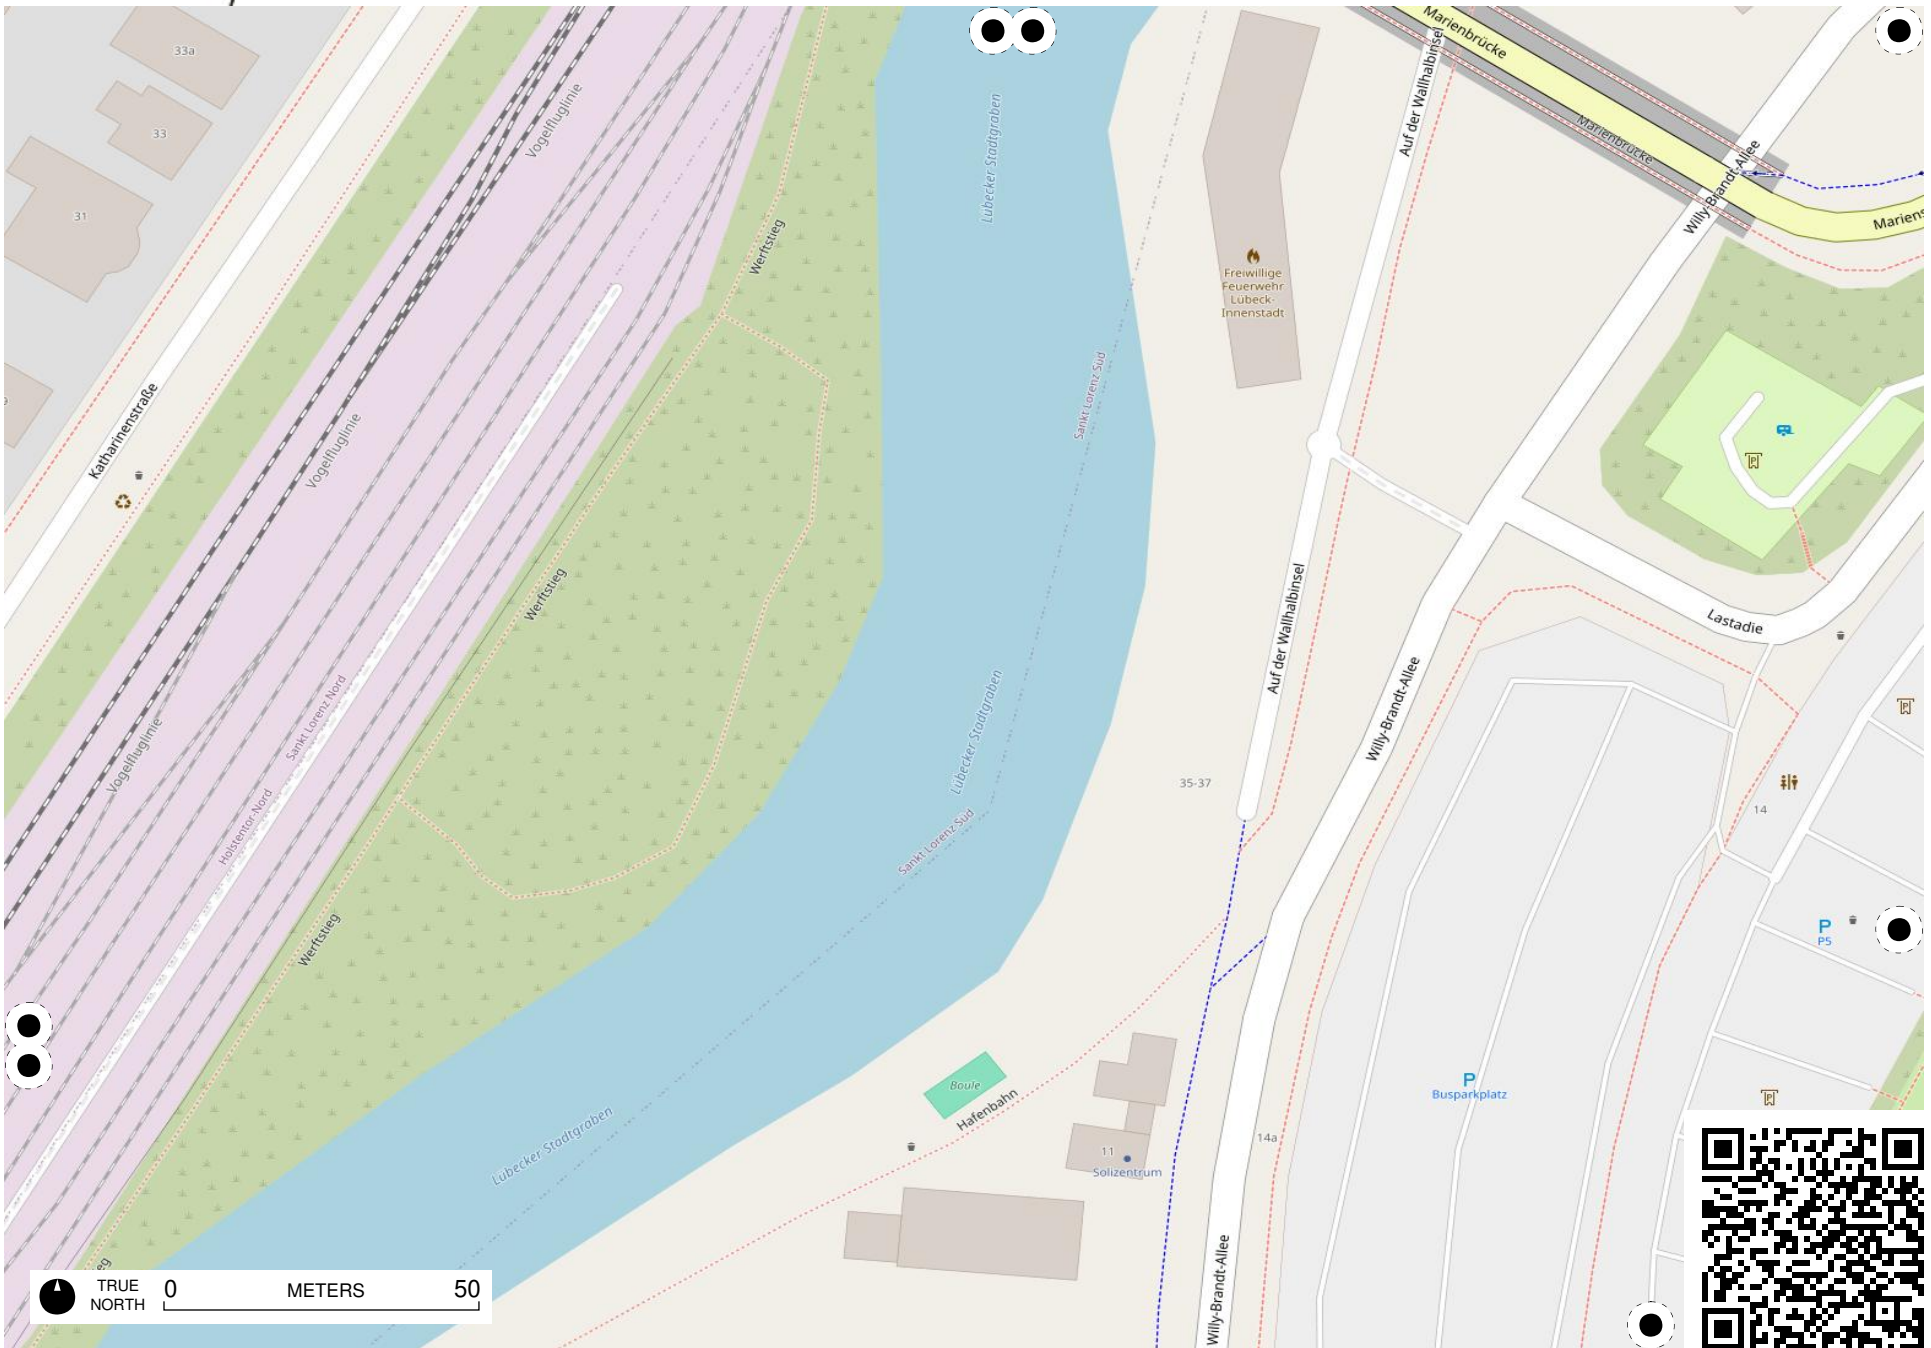 33a
33
31
Katharinenstraße
Vogelfluglinie
Vogelfluglinie
Vogelfluglinie
Sankt Lorenz Nord
Holstentor-Nord
Werftstieg
Werftstieg
Werftstieg
Lübecker Stadtgraben
Lübecker Stadtgraben
Lübecker Stadtgraben
Sankt Lorenz Süd
Sankt Lorenz Süd
Freiwillige
Feuerwehr
Lübeck-
Innenstadt
Auf der Wallhalbinsel
Auf der Wallhalbinsel
Marienbrücke
Marienbrücke
Willy-Brandt-Allee
Willy-Brandt-Allee
Willy-Brandt-Allee
Mariens
Lastadie
35-37
14
P
P5
P
Busparkplatz
14a
Boule
Hafenbahn
11
Solizentrum
eg
TRUE
NORTH
0 METERS 50